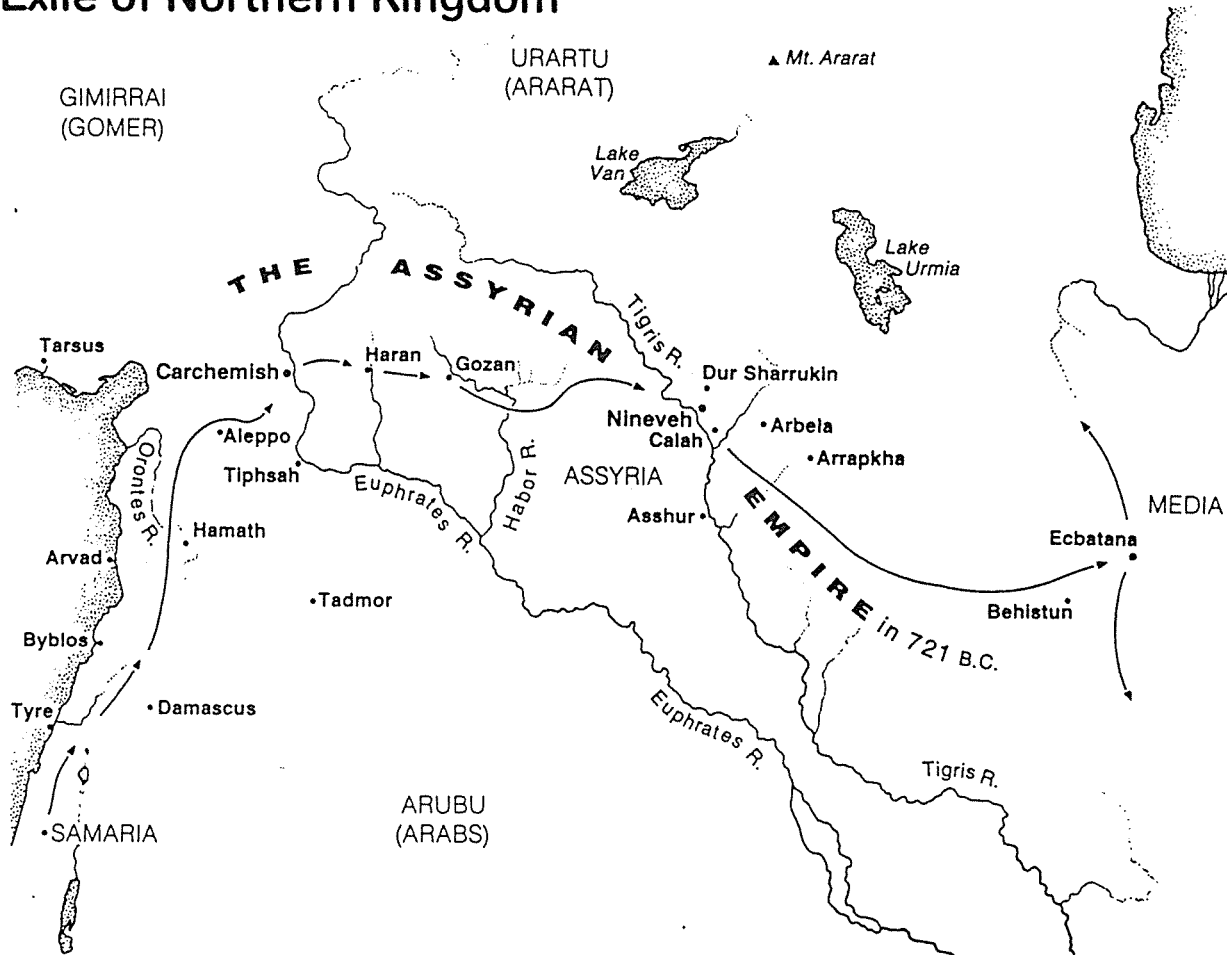 Exile of Northern Kingdom
URARTU
(ARARAT)
Mt. Ararat
GIMIRRAI
(GOMER)
Lake
Van
Lake
Urmia
THE ASSYRIAN
Tigris R.
Tarsus
Carchemish
Haran
Gozan
Dur Sharrukin
Nineveh
Calah
Arbela
Arrapkha
Aleppo
Tiphsah
Orontes R.
Euphrates R.
Habor R.
ASSYRIA
Asshur
EMPIRE in 721 B.C.
MEDIA
Ecbatana
Behistun
Hamath
Arvad
Tadmor
Byblos
Tyre
Damascus
Euphrates R.
Tigris R.
ARUBU
(ARABS)
SAMARIA